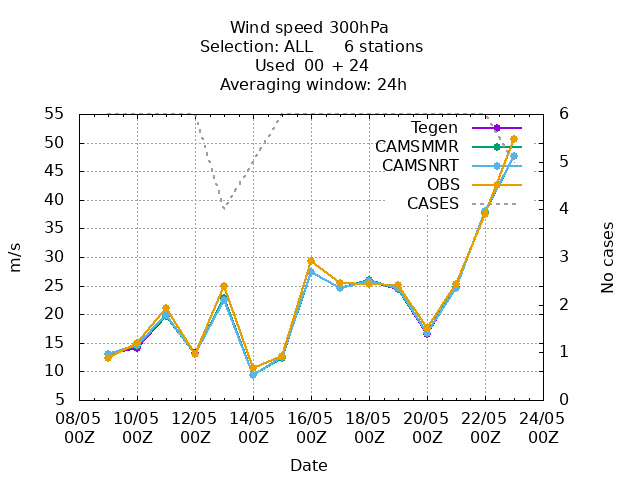 Wind speed 300hPa
Selection: ALL 6 stations
Used 00 + 24
Averaging window: 24h
55 6
50
45 5
40
35 4
30 3
25
20 2
15
10 1
5 0
m/s
No cases
Tegen
CAMSMMR
CAMSNRT
OBS
CASES
08/05 10/05 12/05 14/05 16/05 18/05 20/05 22/05 24/05
00Z 00Z 00Z 00Z 00Z 00Z 00Z 00Z 00Z
Date